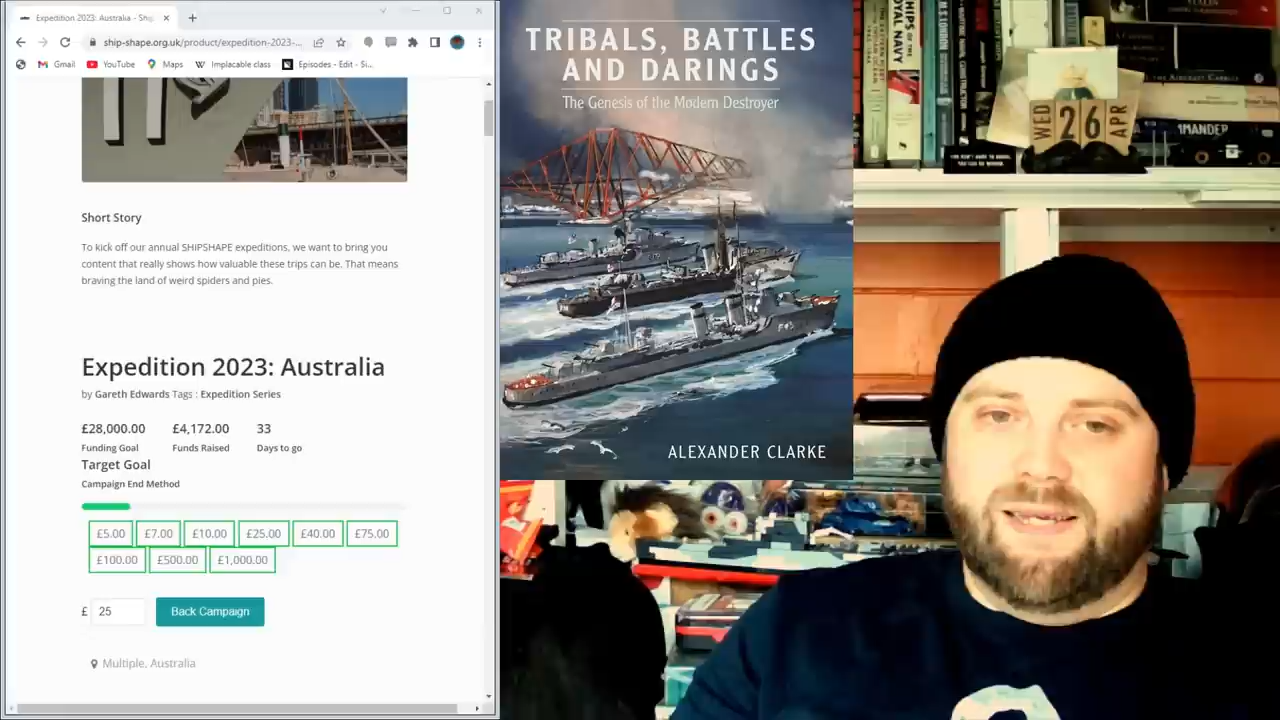 Expedition 2023: Australia - Ship
ship-shape.org.uk/product/expedition-2023-...
Gmail
YouTube
Maps
Implacable class
Episodes - Edit - Si...
Short Story
To kick off our annual SHIPSHAPE expeditions, we want to bring you
content that really shows how valuable these trips can be. That means
braving the land of weird spiders and pies.
Expedition 2023: Australia
by Gareth Edwards Tags : Expedition Series
£28,000.00 £4,172.00 33
Funding Goal Funds Raised Days to go
Target Goal
Campaign End Method
£5.00 £7.00 £10.00 £25.00 £40.00 £75.00
£100.00 £500.00 £1,000.00
£ 25 Back Campaign
Multiple, Australia
TRIBALS, BATTLES
AND DARINGS
The Genesis of the Modern Destroyer
ALEXANDER CLARKE
WED 26 APR